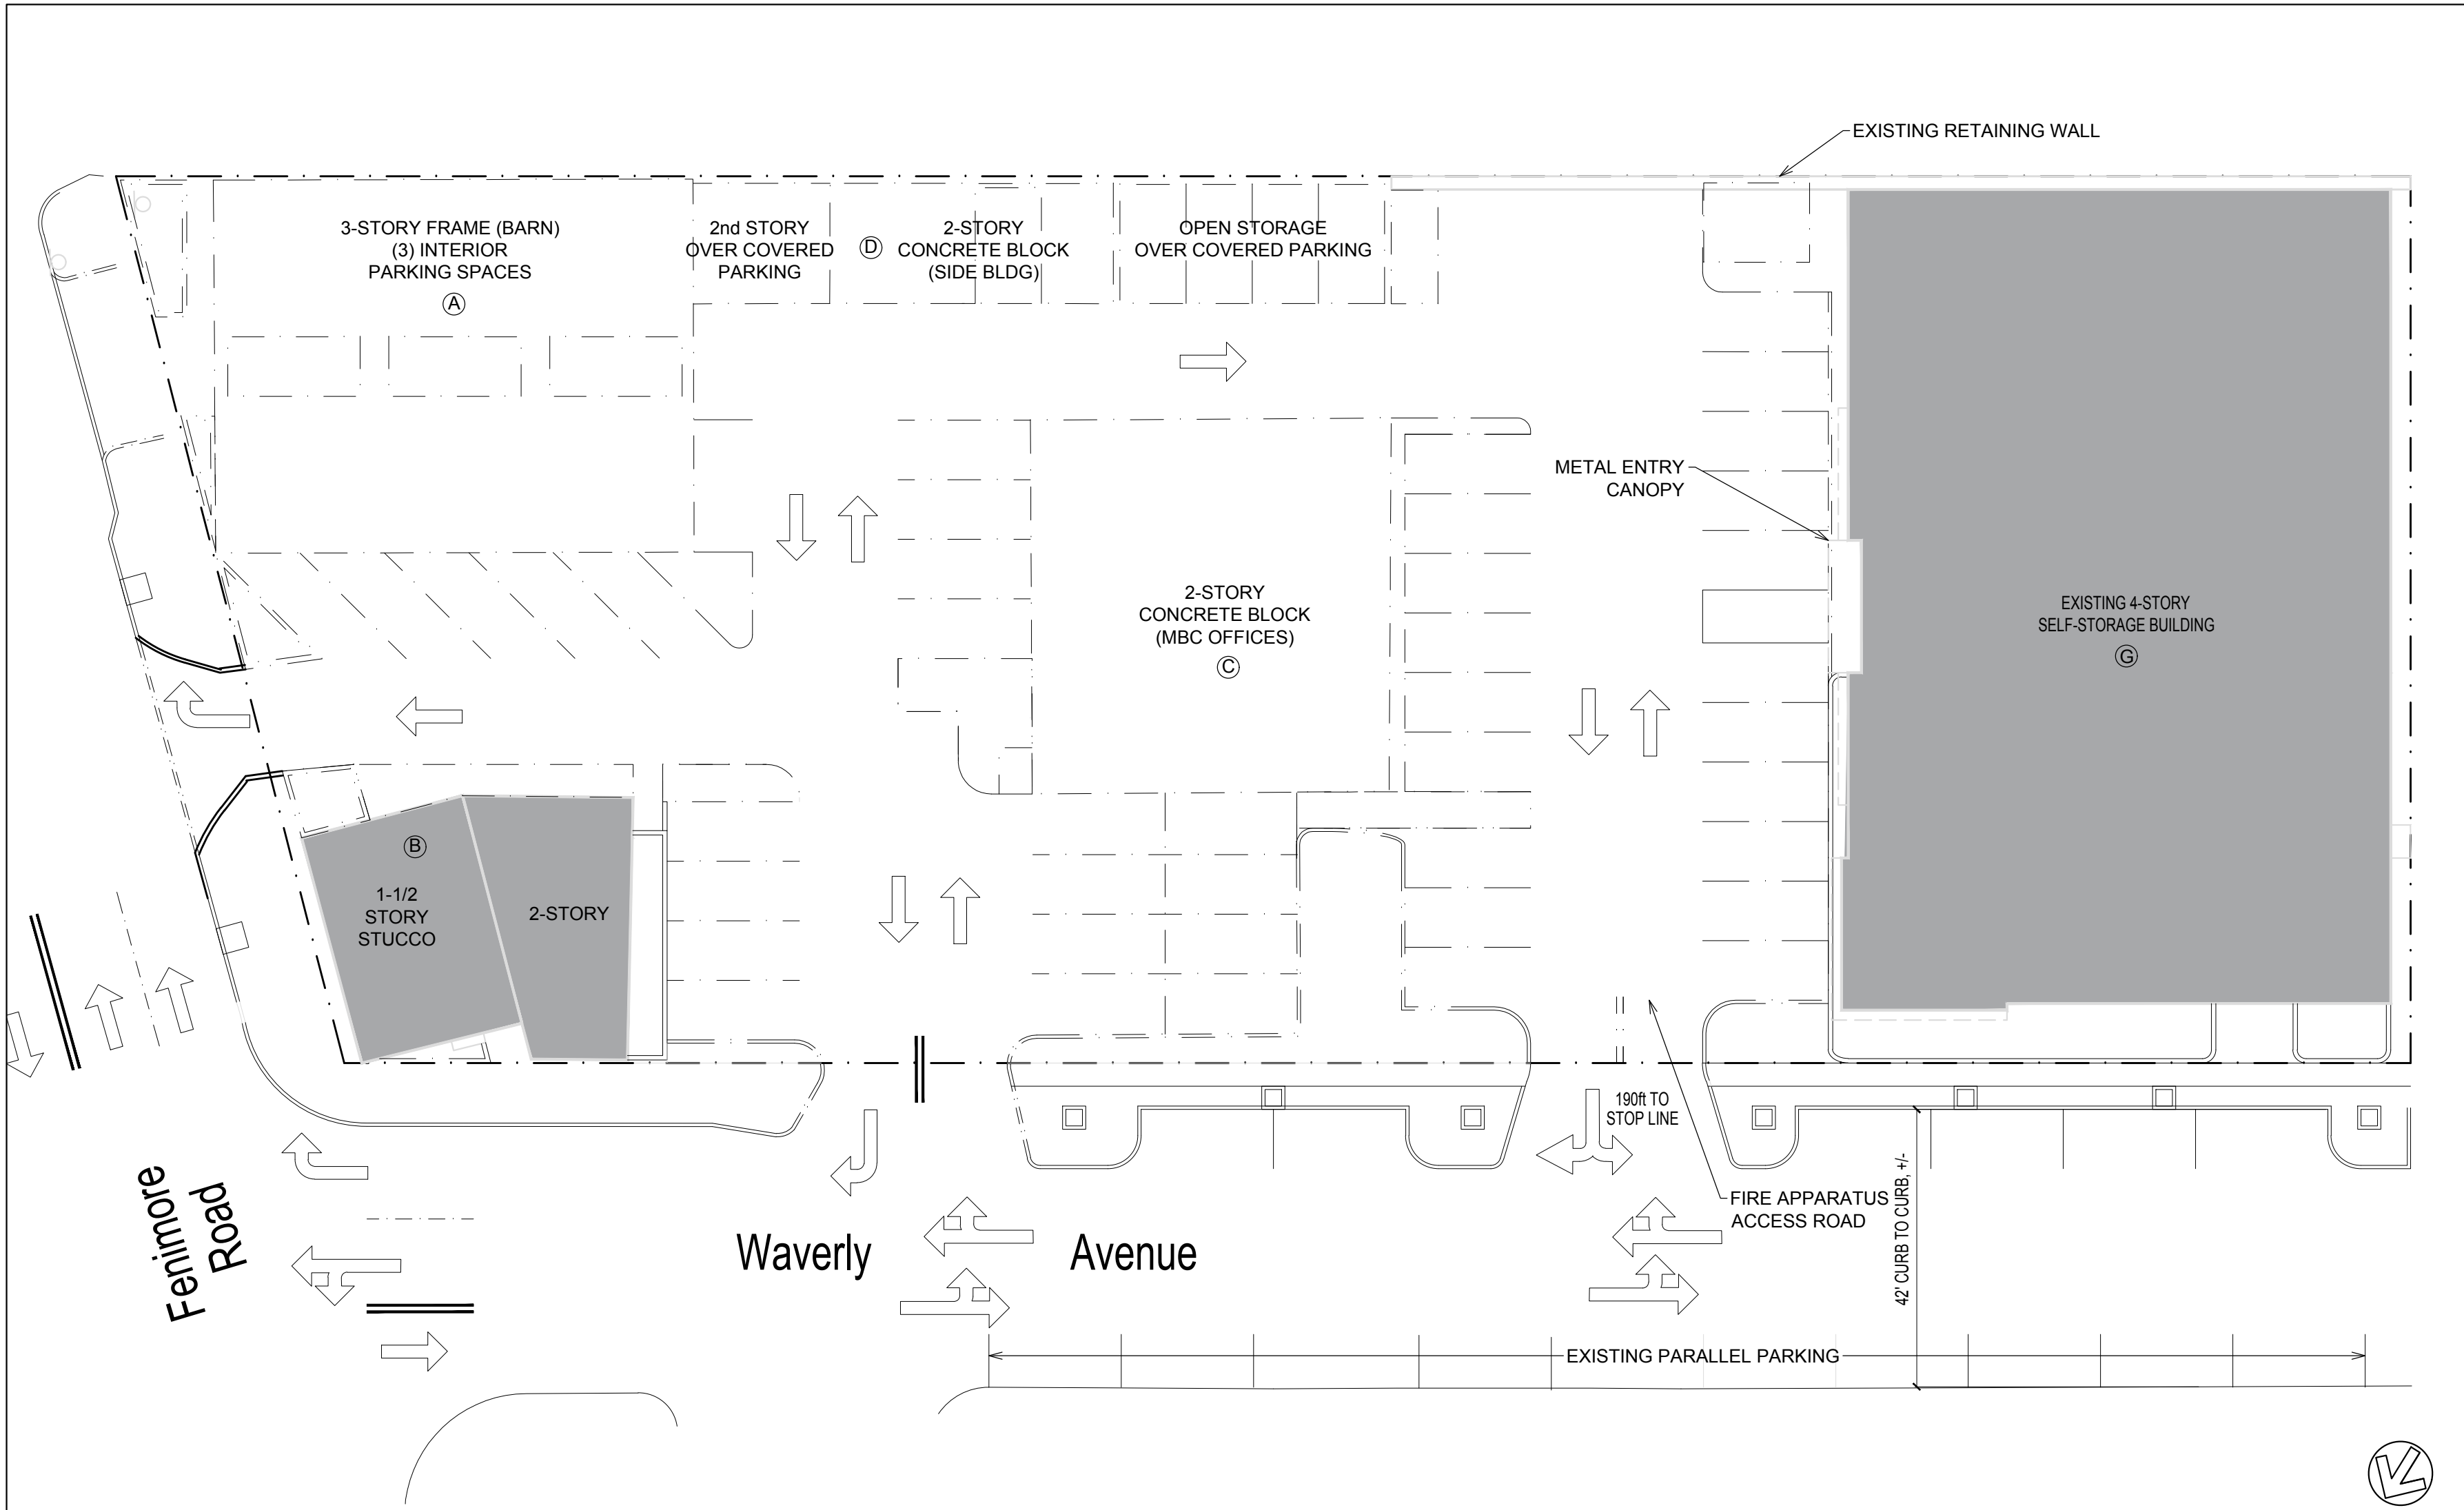 EXISTING RETAINING WALL
3-STORY FRAME (BARN)
(3) INTERIOR
PARKING SPACES
A
2nd STORY
OVER COVERED
PARKING
D
2-STORY
CONCRETE BLOCK
(SIDE BLDG)
OPEN STORAGE
OVER COVERED PARKING
METAL ENTRY
CANOPY
2-STORY
CONCRETE BLOCK
(MBC OFFICES)
C
EXISTING 4-STORY
SELF-STORAGE BUILDING
G
B
1-1/2
STORY
STUCCO
2-STORY
190ft TO
STOP LINE
FIRE APPARATUS
ACCESS ROAD
42' CURB TO CURB, +/-
Fenimore
Road
Waverly Avenue
EXISTING PARALLEL PARKING